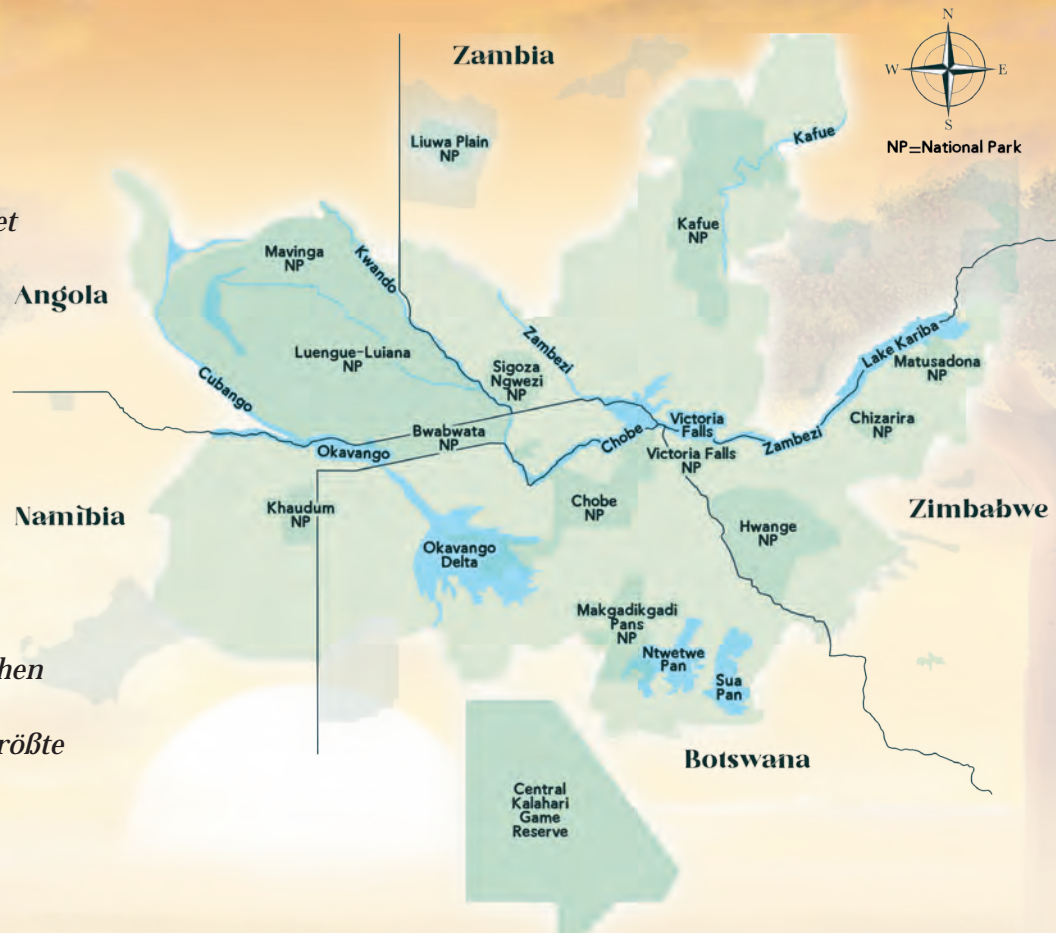 N
W
E
S
NP=National Park
Zambia
Liuwa Plain
NP
Kafue
Kafue
NP
et
Mavinga
NP
Kwando
Angola
Zambezi
Lake Kariba
Luengue-Luiana
NP
Sigoza
Ngwezi
NP
Matusadona
NP
Cubango
Chizarira
NP
Victoria
Falls
Bwabwata
NP
Chobe
Zambezi
Okavango
Victoria Falls
NP
Namibia
Khaudum
NP
Chobe
NP
Zimbabwe
Hwange
NP
Okavango
Delta
Makgadikgadi
Pans
NP
Ntwetwe
Pan
Sua
Pan
hen
rößte
Botswana
Central
Kalahari
Game
Reserve